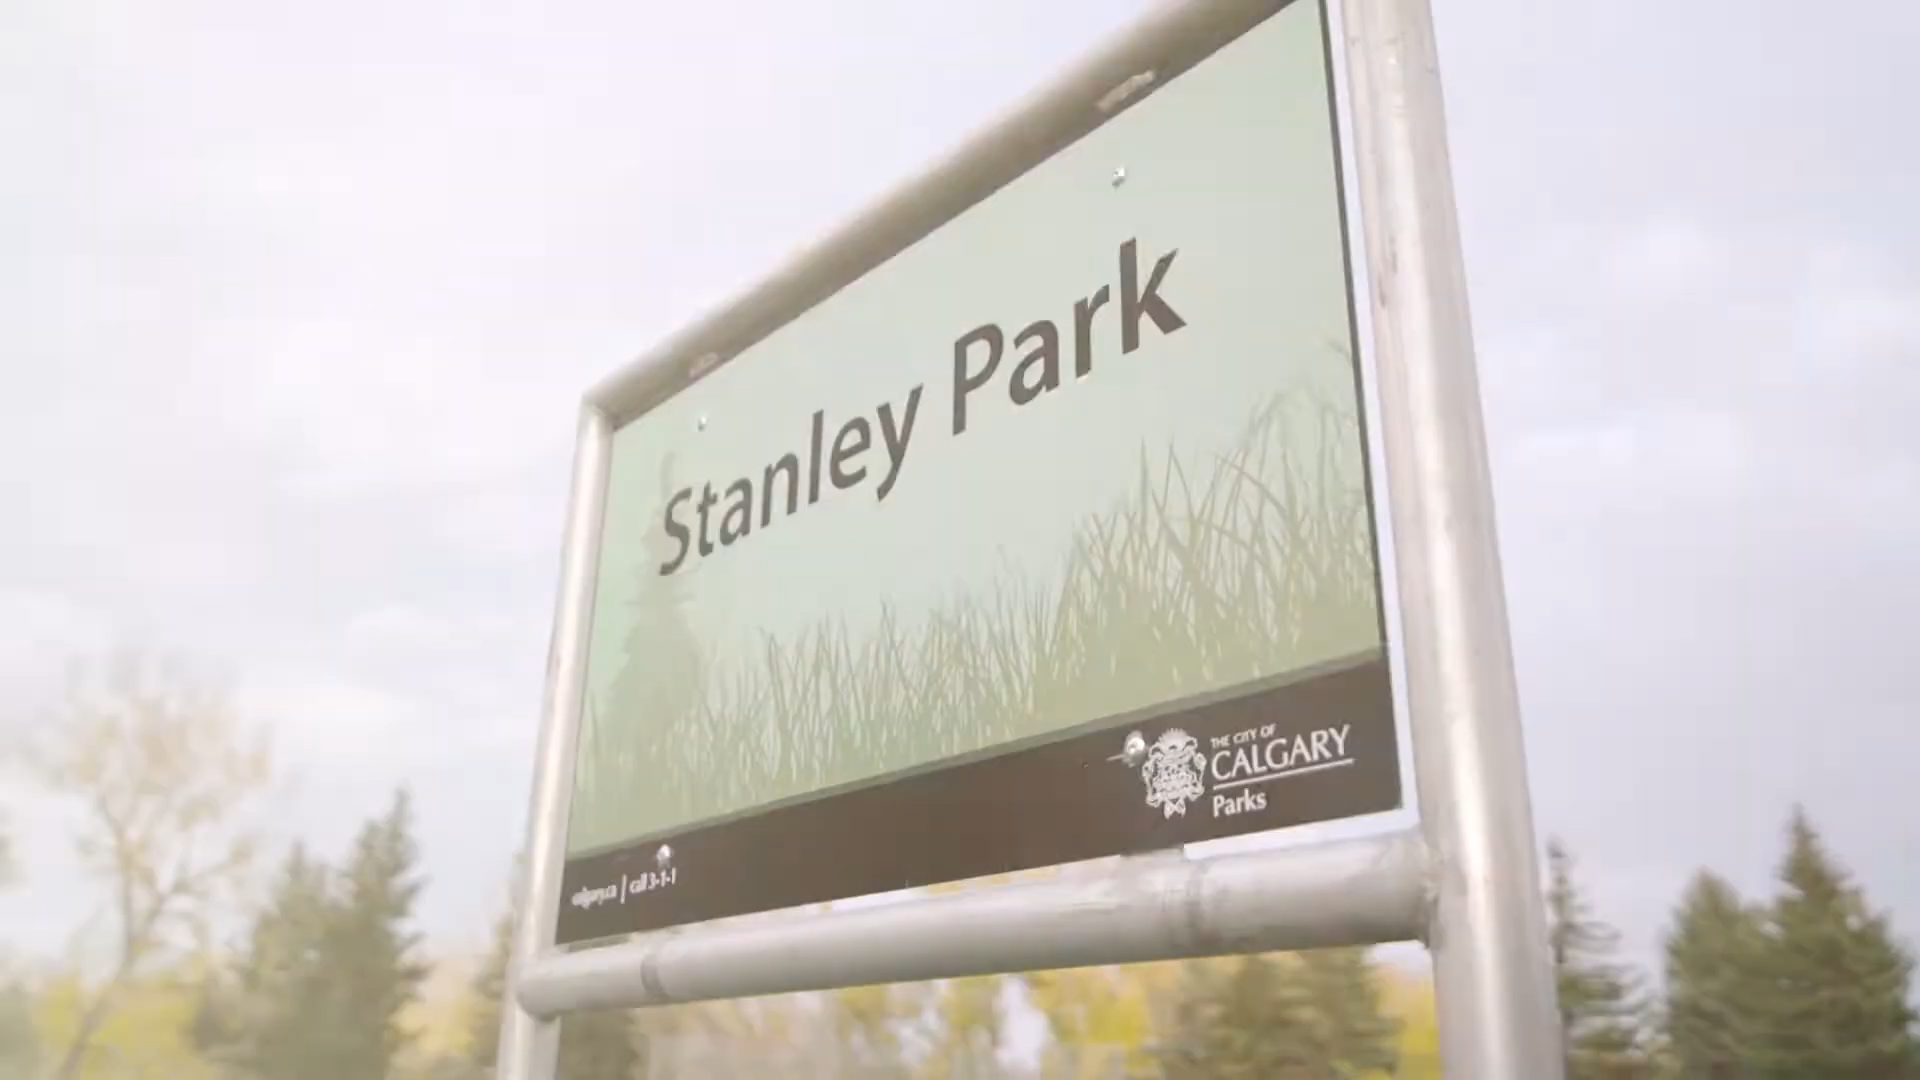 Stanley Park
THE CITY OF
CALGARY
Parks
calgary.ca | call 3-1-1